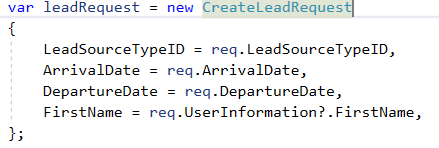 var leadRequest = new CreateLeadRequest
{
LeadSourceTypeID = req.LeadSourceTypeID,
ArrivalDate = req.ArrivalDate,
DepartureDate = req.DepartureDate,
FirstName = req.UserInformation?.FirstName,
};